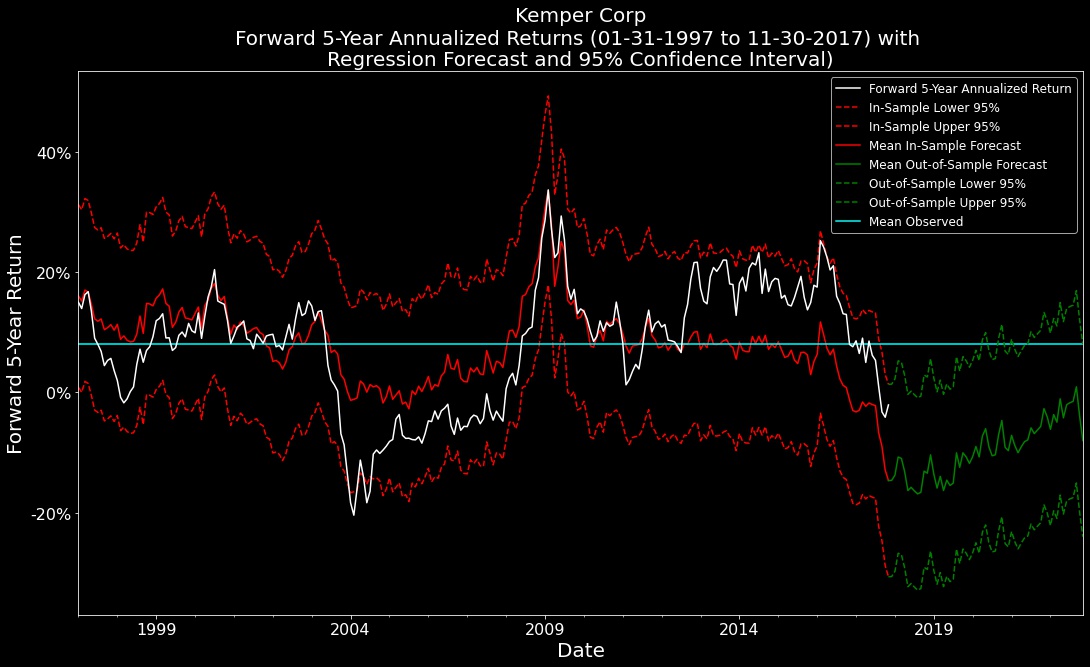 Kemper Corp
Forward 5-Year Annualized Returns (01-31-1997 to 11-30-2017) with
Regression Forecast and 95% Confidence Interval)
Forward 5-Year Annualized Return
In-Sample Lower 95%
In-Sample Upper 95%
Mean In-Sample Forecast
Mean Out-of-Sample Forecast
Out-of-Sample Lower 95%
Out-of-Sample Upper 95%
Mean Observed
Forward 5-Year Return
40%
20%
0%
-20%
1999
2004
2009
2014
2019
Date